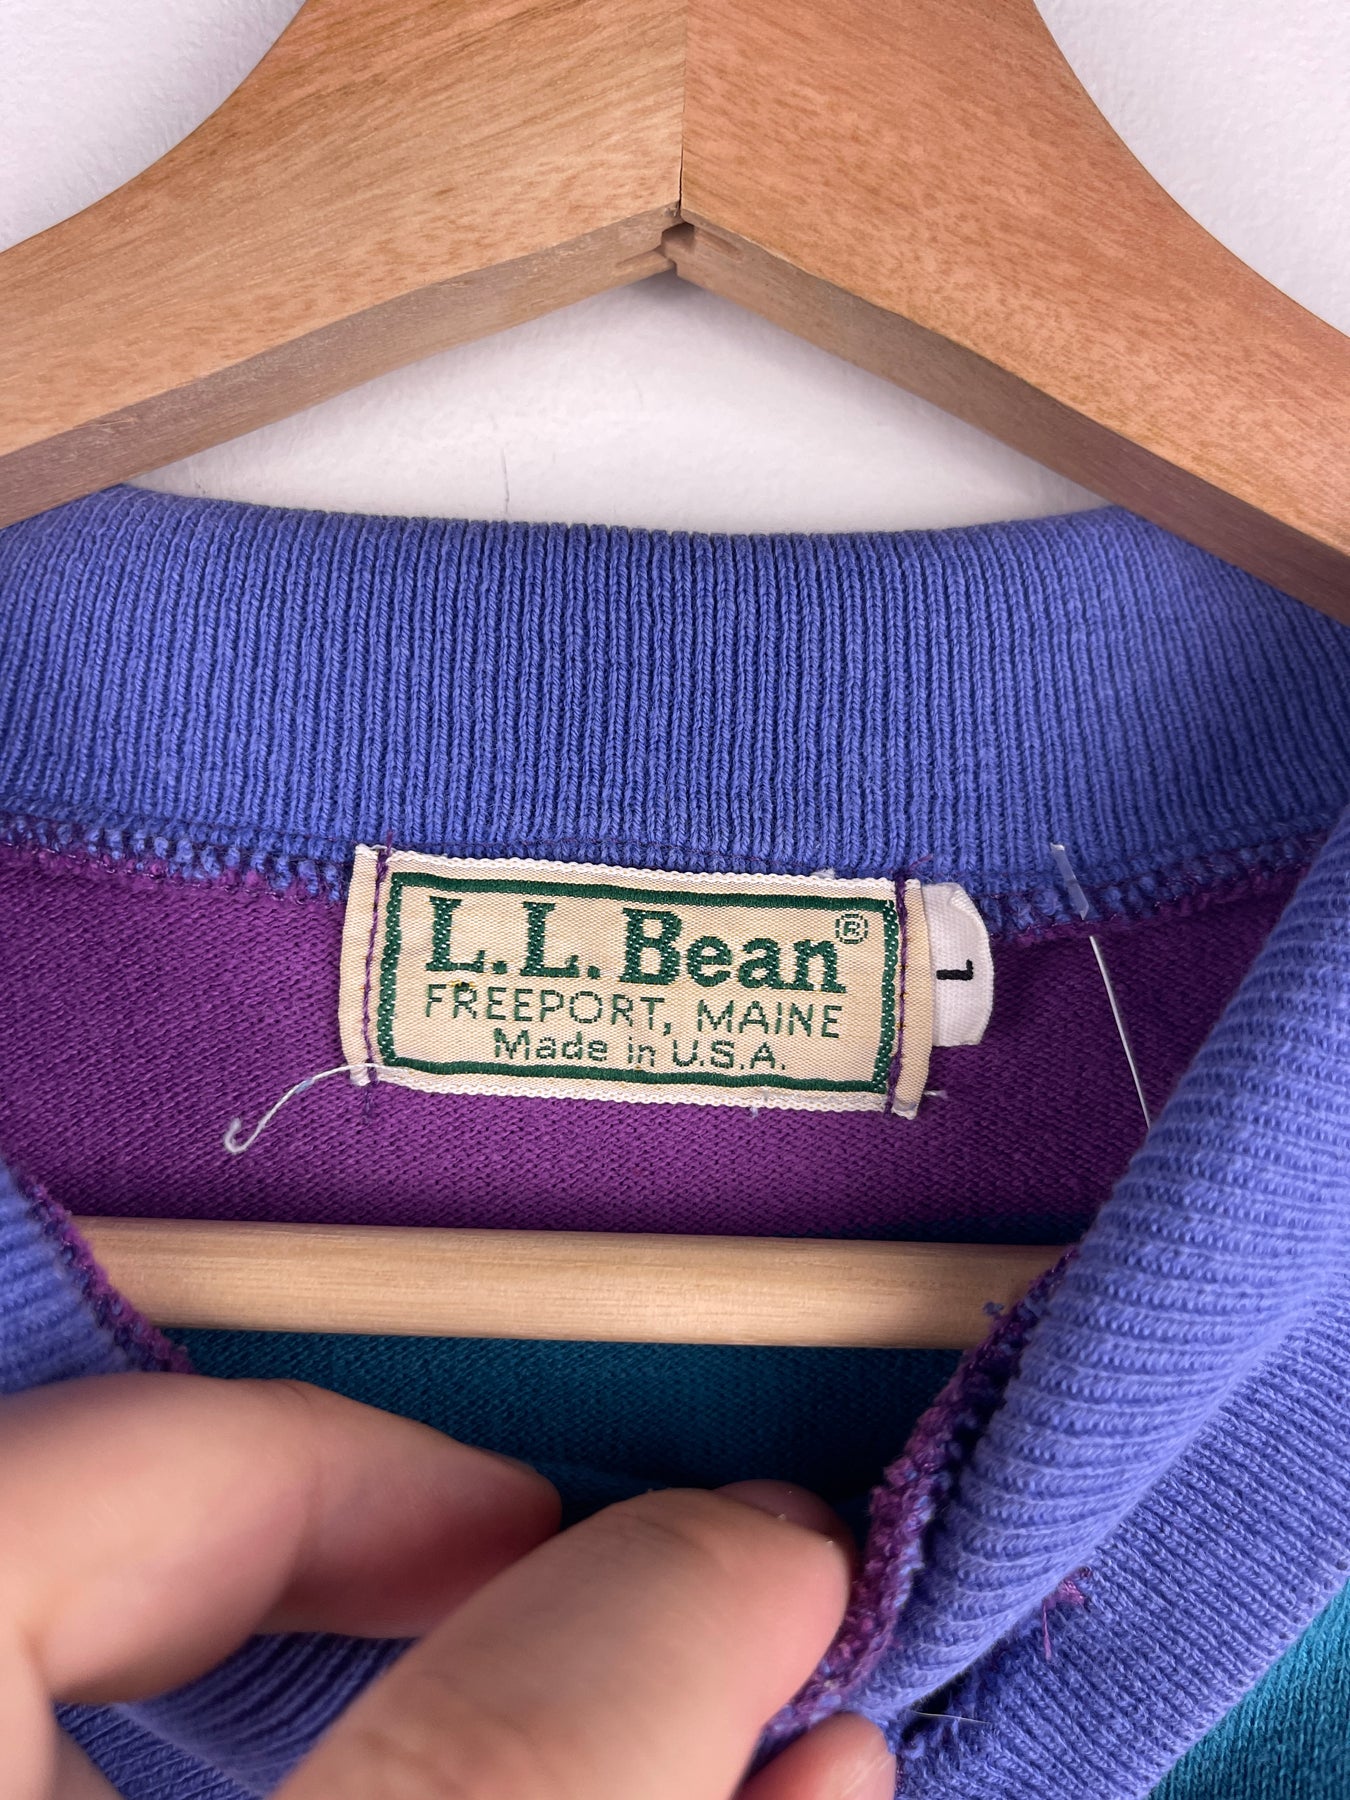 L.L.Bean®
FREEPORT, MAINE
Made in U.S.A.
L